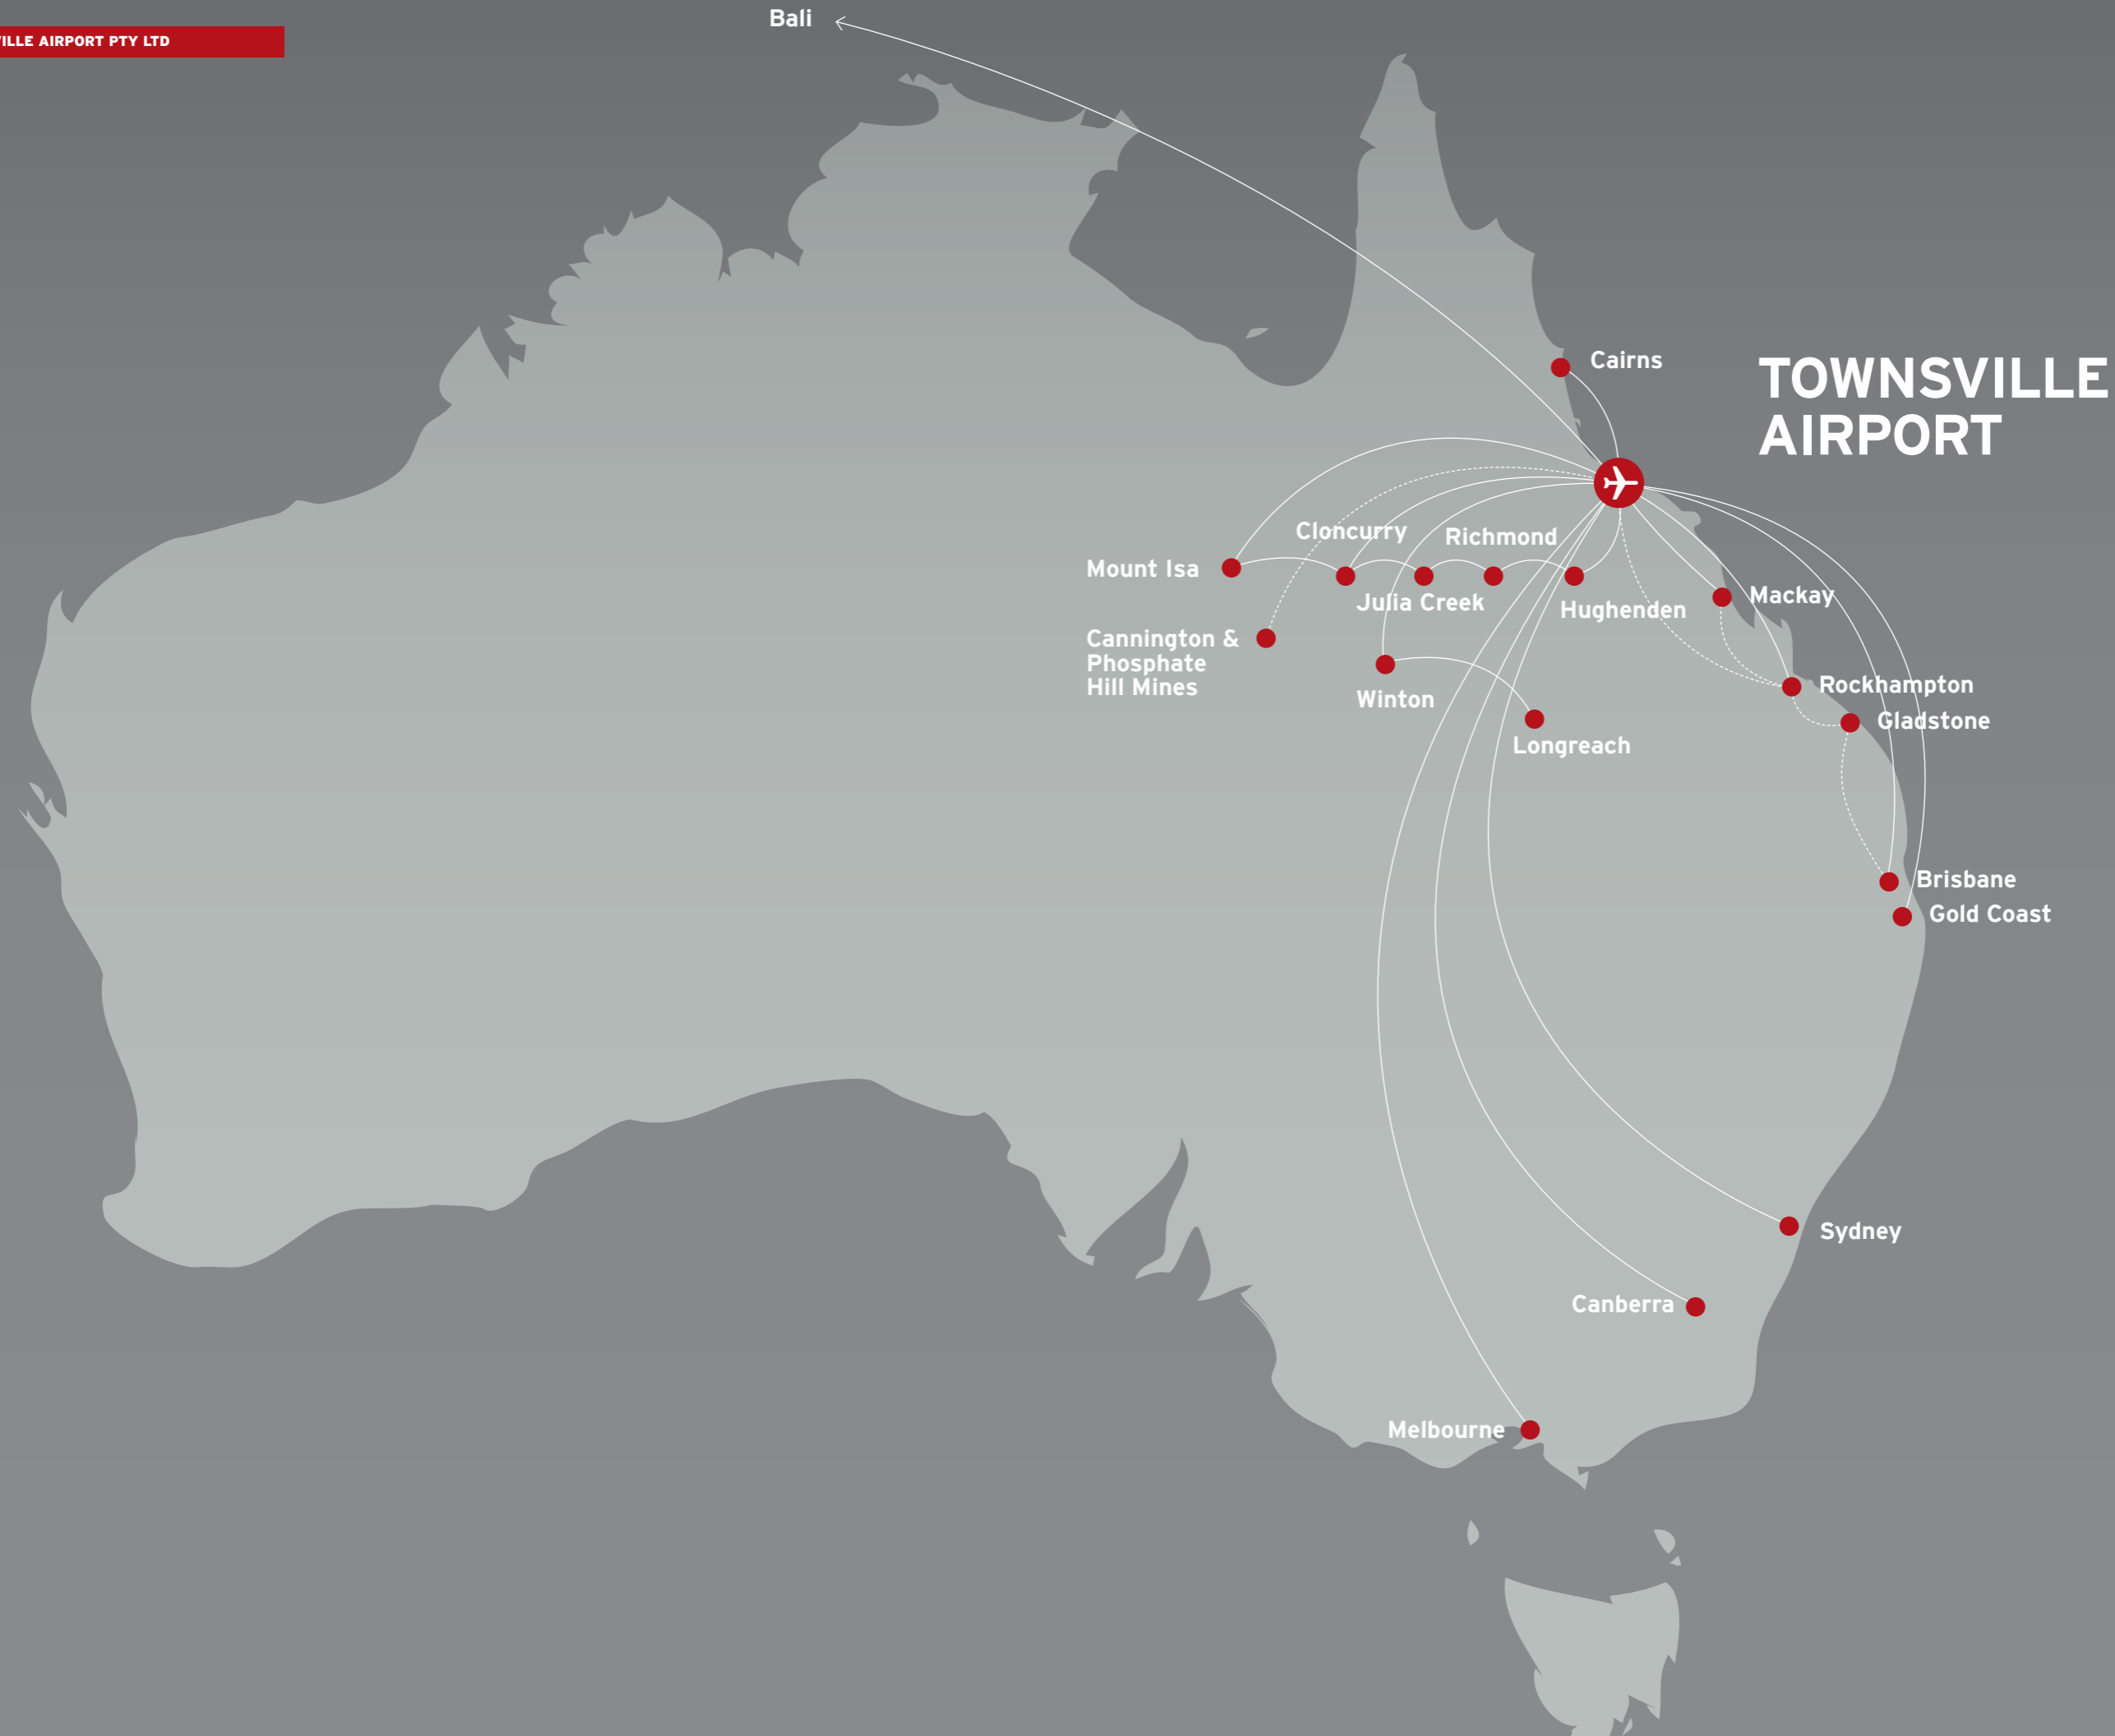 Bali
VILLE AIRPORT PTY LTD
Cairns
TOWNSVILLE
AIRPORT
Cloncurry
Richmond
Mount Isa
Julia Creek
Hughenden
Mackay
Cannington &
Phosphate
Hill Mines
Winton
Longreach
Rockhampton
Gladstone
Brisbane
Gold Coast
Sydney
Canberra
Melbourne